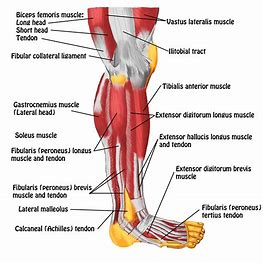 Biceps femoris muscle:
Long head
Short head
Tendon
Fibular collateral ligament
Gastrocnemius muscle
(Lateral head)
Soleus muscle
Fibularis (peroneus) longus
muscle and tendon
Fibularis (peroneus) brevis
muscle and tendon
Lateral malleolus
Calcaneal (Achilles) tendon
Vastus lateralis muscle
Iliotobial tract
Tibialis anterior muscle
Extensor digitorum longus muscle
Extensor hallucis longus muscle
and tendon
Extensor digitorum brevis
muscle
Fibularis (peroneus)
tertius tendon